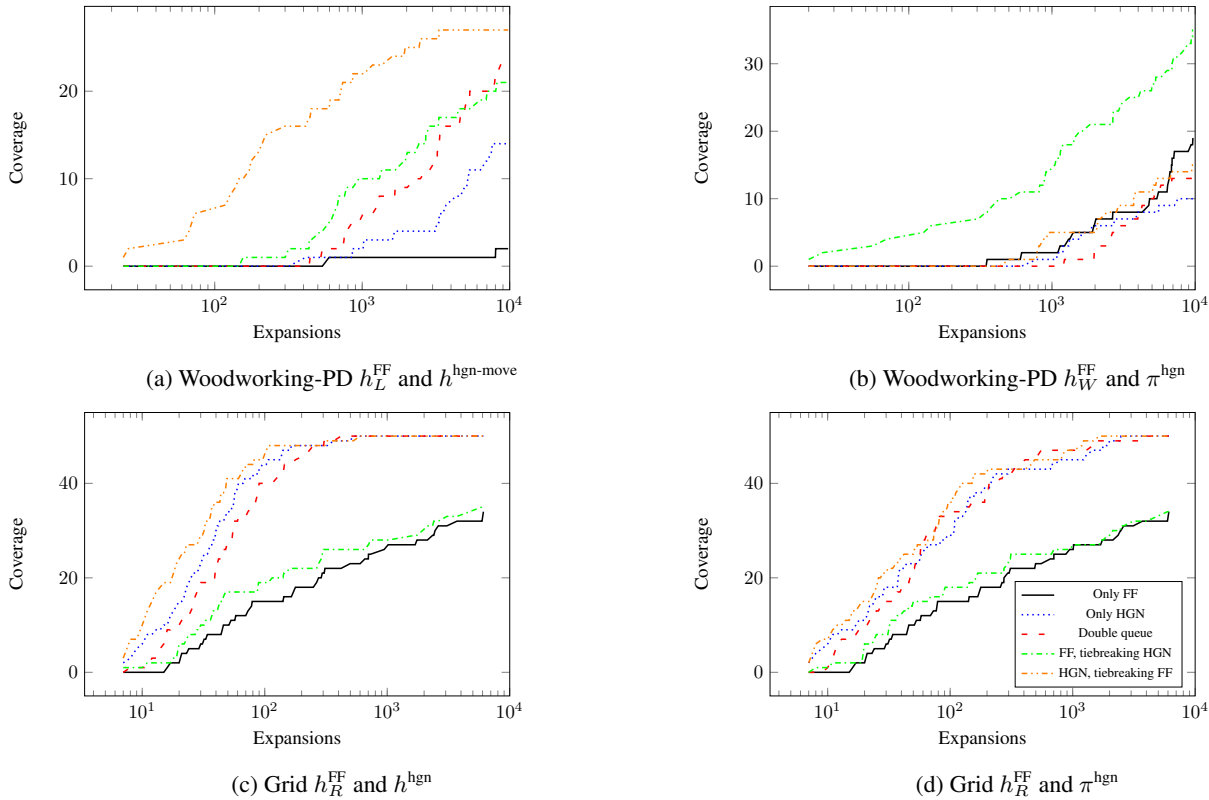 20
10
0
Coverage
10^2
10^3
10^4
Expansions
(a) Woodworking-PD h_L^FF and h^hgn-move
30
20
10
0
Coverage
10^2
10^3
10^4
Expansions
(b) Woodworking-PD h_W^FF and π^hgn
40
20
0
Coverage
10^1
10^2
10^3
10^4
Expansions
(c) Grid h_R^FF and h^hgn
40
20
0
Coverage
Only FF
Only HGN
Double queue
FF, tiebreaking HGN
HGN, tiebreaking FF
10^1
10^2
10^3
10^4
Expansions
(d) Grid h_R^FF and π^hgn